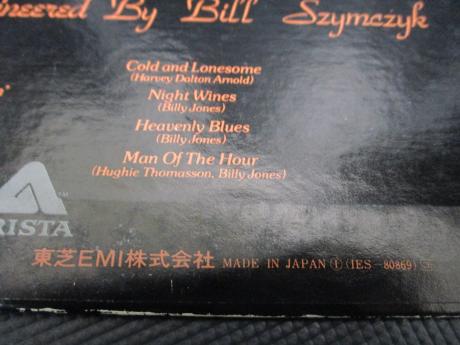 By Bill Szymczyk
Cold and Lonesome
(Harvey Dalton Arnold)
Night Wines
(Billy Jones)
Heavenly Blues
(Billy Jones)
Man Of The Hour
(Hughie Thomasson, Billy Jones)
RISTA
TM
東芝EMI株式会社 MADE IN JAPAN ① (IES-80869)